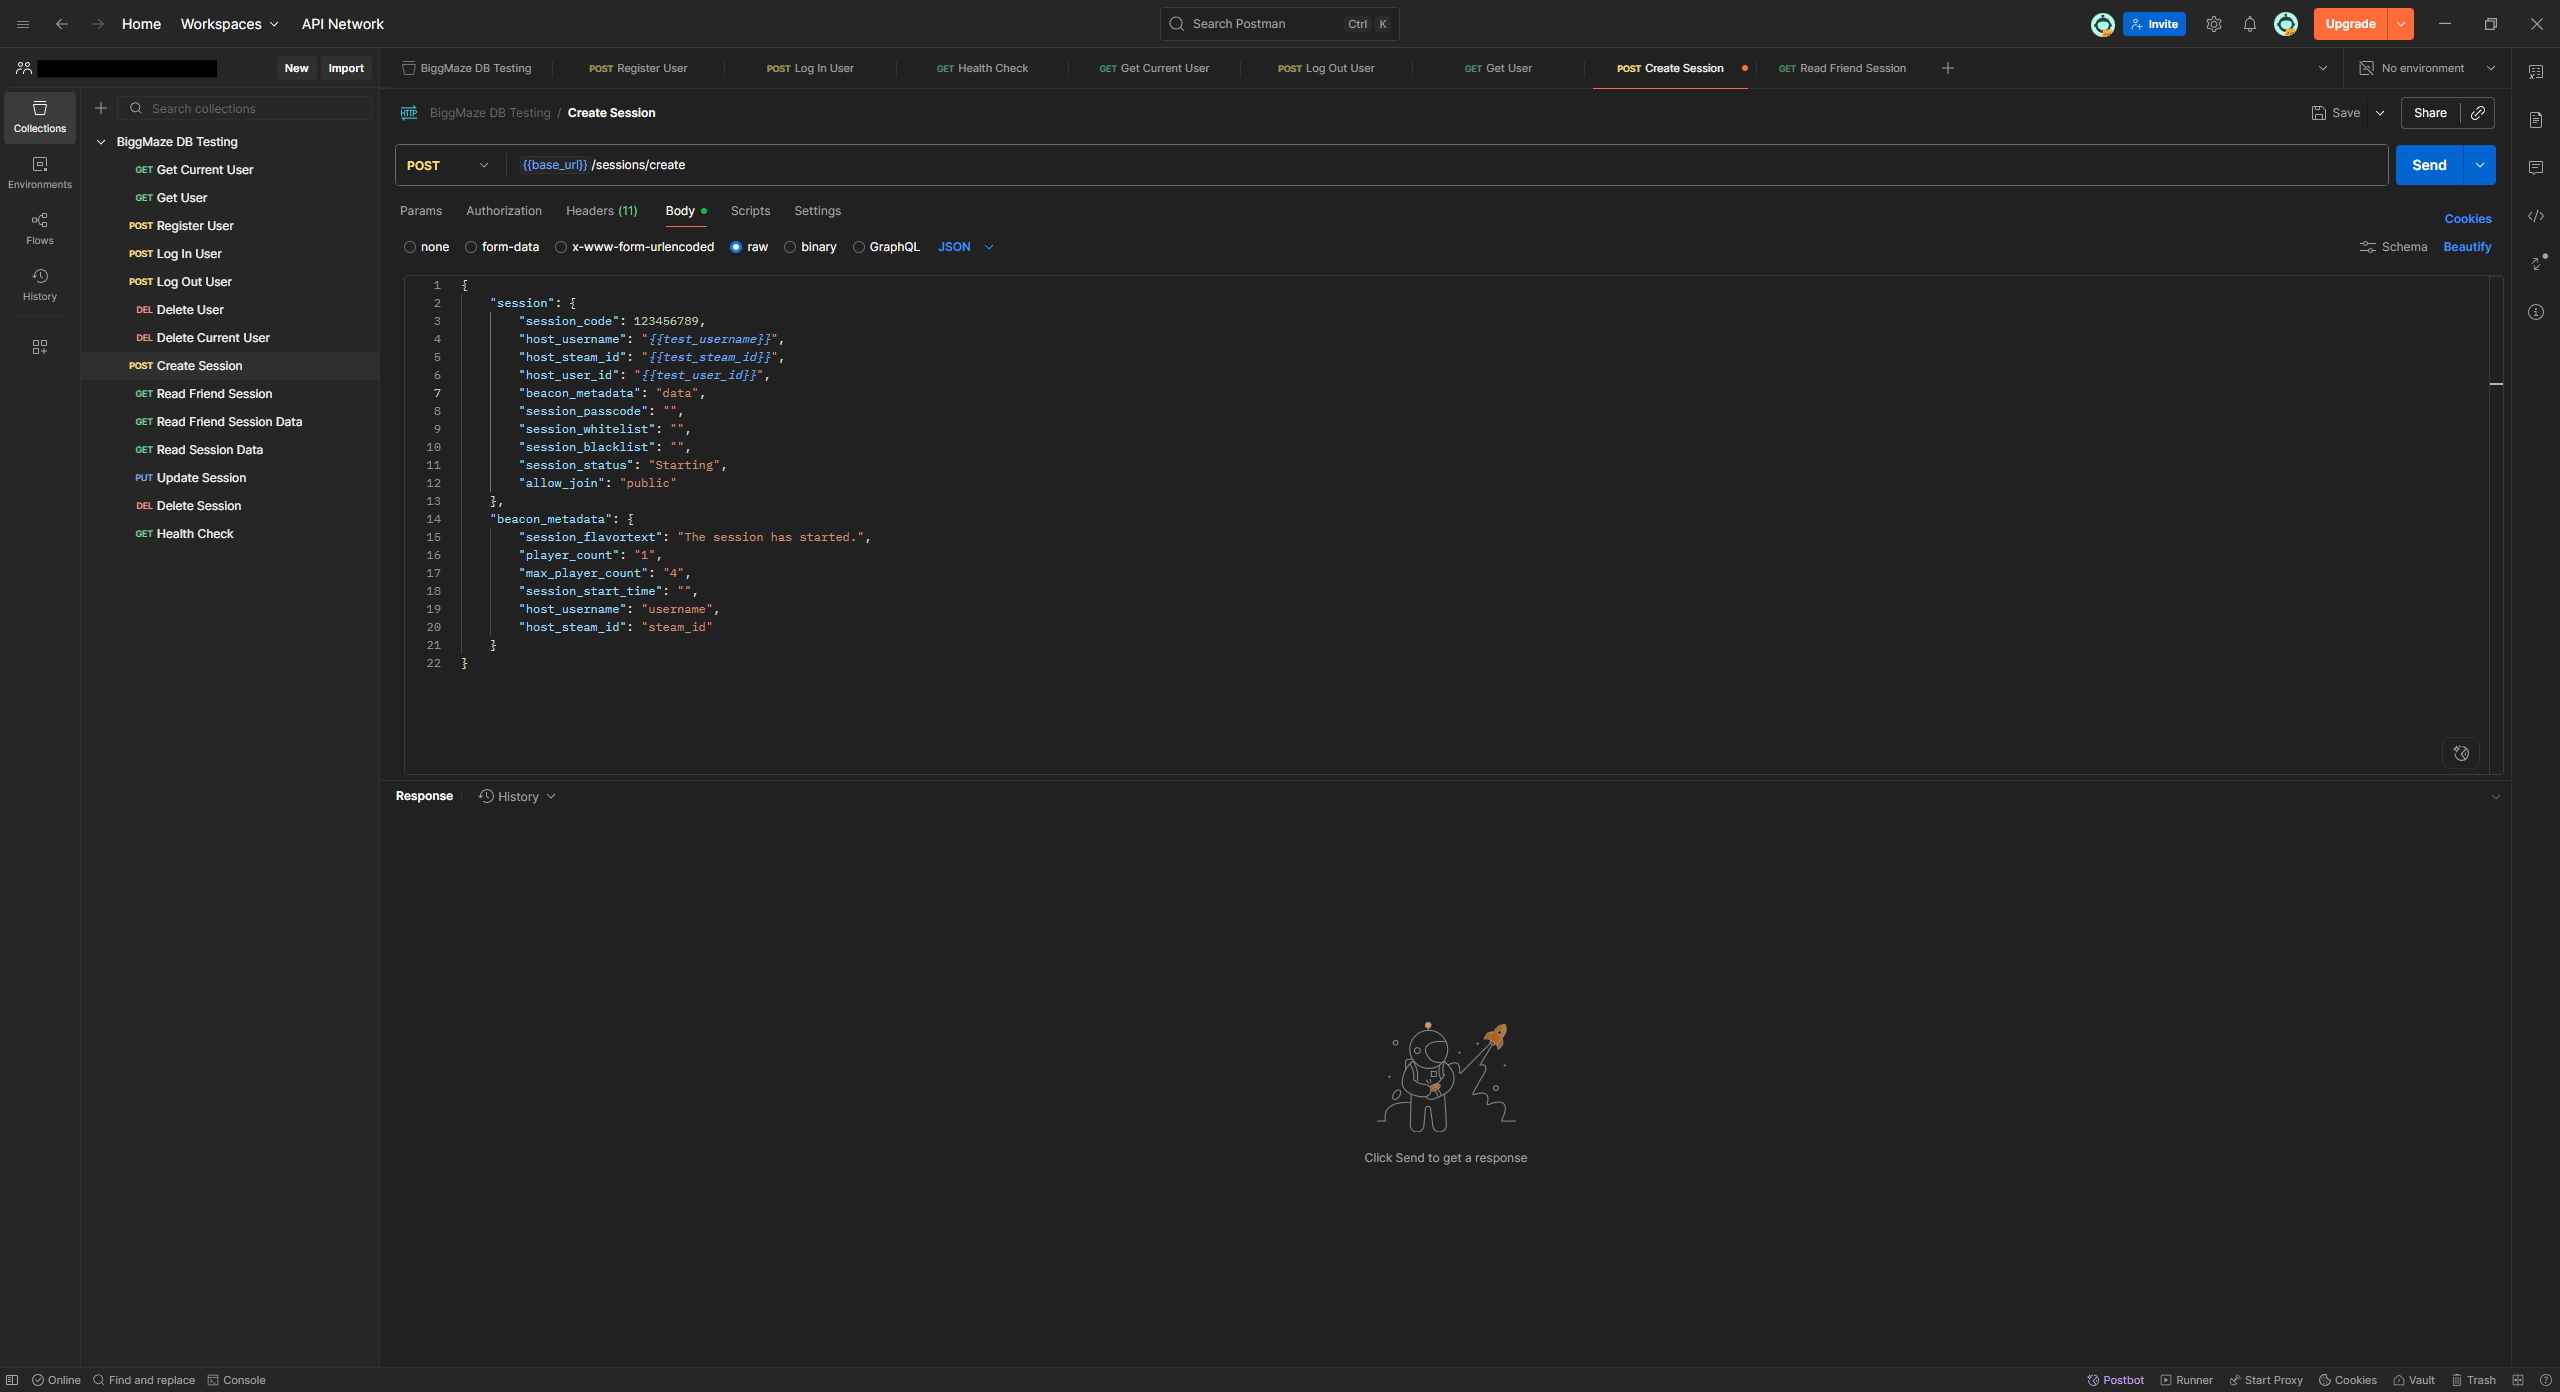 Home Workspaces API Network Search Postman Ctrl K Invite Upgrade
New Import BiggMaze DB Testing POST Register User POST Log In User GET Health Check GET Get Current User POST Log Out User GET Get User POST Create Session GET Read Friend Session No environment
Collections
Environments
Flows
History
Search collections
BiggMaze DB Testing
GET Get Current User
GET Get User
POST Register User
POST Log In User
POST Log Out User
DEL Delete User
DEL Delete Current User
POST Create Session
GET Read Friend Session
GET Read Friend Session Data
GET Read Session Data
PUT Update Session
DEL Delete Session
GET Health Check
HTTP BiggMaze DB Testing / Create Session Save Share
POST {{base_url}} /sessions/create Send
Params Authorization Headers (11) Body Scripts Settings Cookies
none form-data x-www-form-urlencoded raw binary GraphQL JSON Schema Beautify
1 {
2 "session": {
3 "session_code": 123456789,
4 "host_username": "{{test_username}}",
5 "host_steam_id": "{{test_steam_id}}",
6 "host_user_id": "{{test_user_id}}",
7 "beacon_metadata": "data",
8 "session_passcode": "",
9 "session_whitelist": "",
10 "session_blacklist": "",
11 "session_status": "Starting",
12 "allow_join": "public"
13 },
14 "beacon_metadata": {
15 "session_flavortext": "The session has started.",
16 "player_count": "1",
17 "max_player_count": "4",
18 "session_start_time": "",
19 "host_username": "username",
20 "host_steam_id": "steam_id"
21 }
22 }
Response History
Click Send to get a response
Online Find and replace Console Postbot Runner Start Proxy Cookies Vault Trash